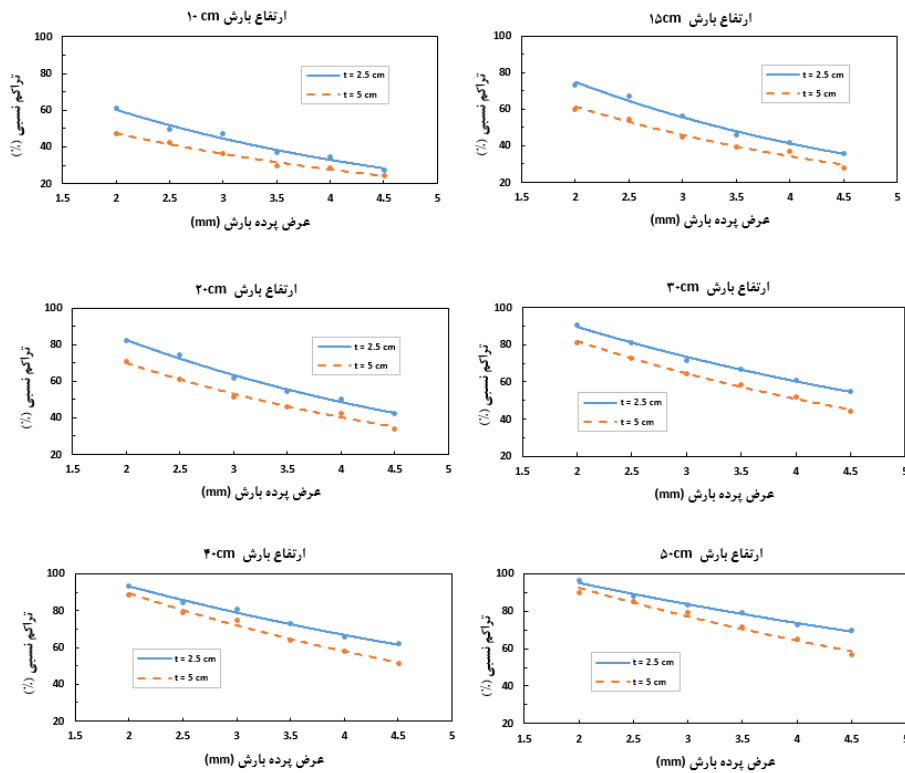 ارتفاع بارش ۱۰ cm
تراکم نسبی (٪)
100
80
60
40
20
t = 2.5 cm
t = 5 cm
1.5 2 2.5 3 3.5 4 4.5 5
عرض پرده بارش (mm)
ارتفاع بارش ۱۵cm
تراکم نسبی (٪)
100
80
60
40
20
t = 2.5 cm
t = 5 cm
1.5 2 2.5 3 3.5 4 4.5 5
عرض پرده بارش (mm)
ارتفاع بارش ۲۰cm
تراکم نسبی (٪)
100
80
60
40
20
t = 2.5 cm
t = 5 cm
1.5 2 2.5 3 3.5 4 4.5 5
عرض پرده بارش (mm)
ارتفاع بارش ۳۰cm
تراکم نسبی (٪)
100
80
60
40
20
t = 2.5 cm
t = 5 cm
1.5 2 2.5 3 3.5 4 4.5 5
عرض پرده بارش (mm)
ارتفاع بارش ۴۰cm
تراکم نسبی (٪)
100
80
60
40
20
t = 2.5 cm
t = 5 cm
1.5 2 2.5 3 3.5 4 4.5 5
عرض پرده بارش (mm)
ارتفاع بارش ۵۰cm
تراکم نسبی (٪)
100
80
60
40
20
t = 2.5 cm
t = 5 cm
1.5 2 2.5 3 3.5 4 4.5 5
عرض پرده بارش (mm)